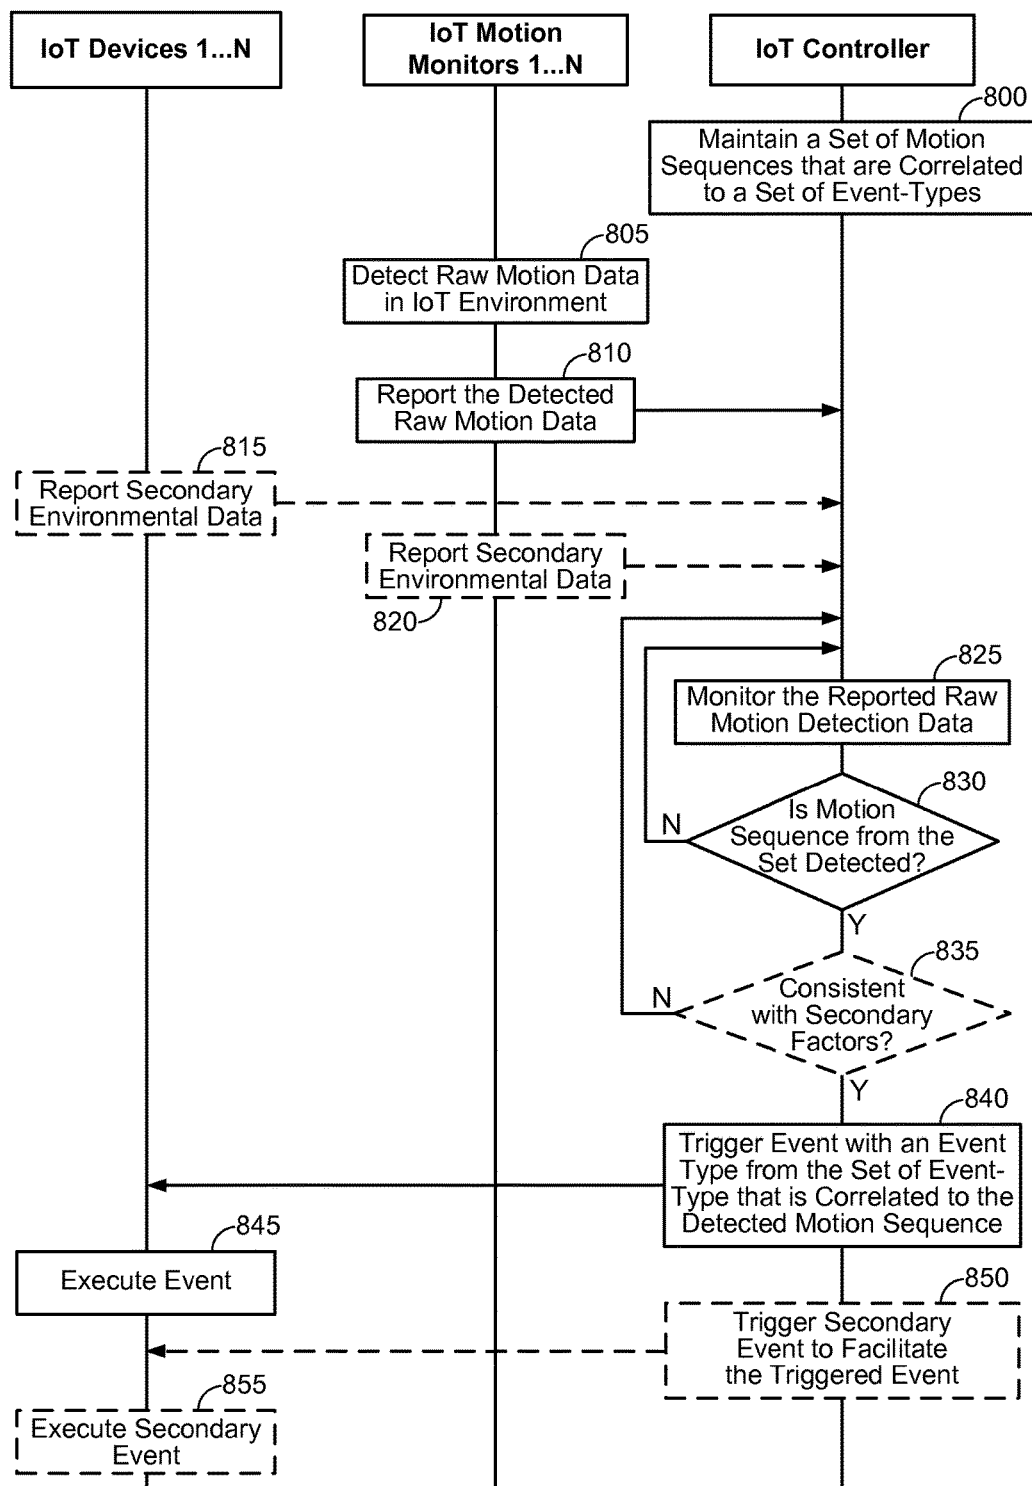 IoT Devices 1...N
IoT Motion
Monitors 1...N
IoT Controller
800
Maintain a Set of Motion
Sequences that are Correlated
to a Set of Event-Types
805
Detect Raw Motion Data
in IoT Environment
810
Report the Detected
Raw Motion Data
815
Report Secondary
Environmental Data
Report Secondary
Environmental Data
820
825
Monitor the Reported Raw
Motion Detection Data
830
Is Motion
Sequence from the
Set Detected?
N
Y
835
Consistent
with Secondary
Factors?
N
Y
840
Trigger Event with an Event
Type from the Set of Event-
Type that is Correlated to the
Detected Motion Sequence
845
Execute Event
850
Trigger Secondary
Event to Facilitate
the Triggered Event
855
Execute Secondary
Event